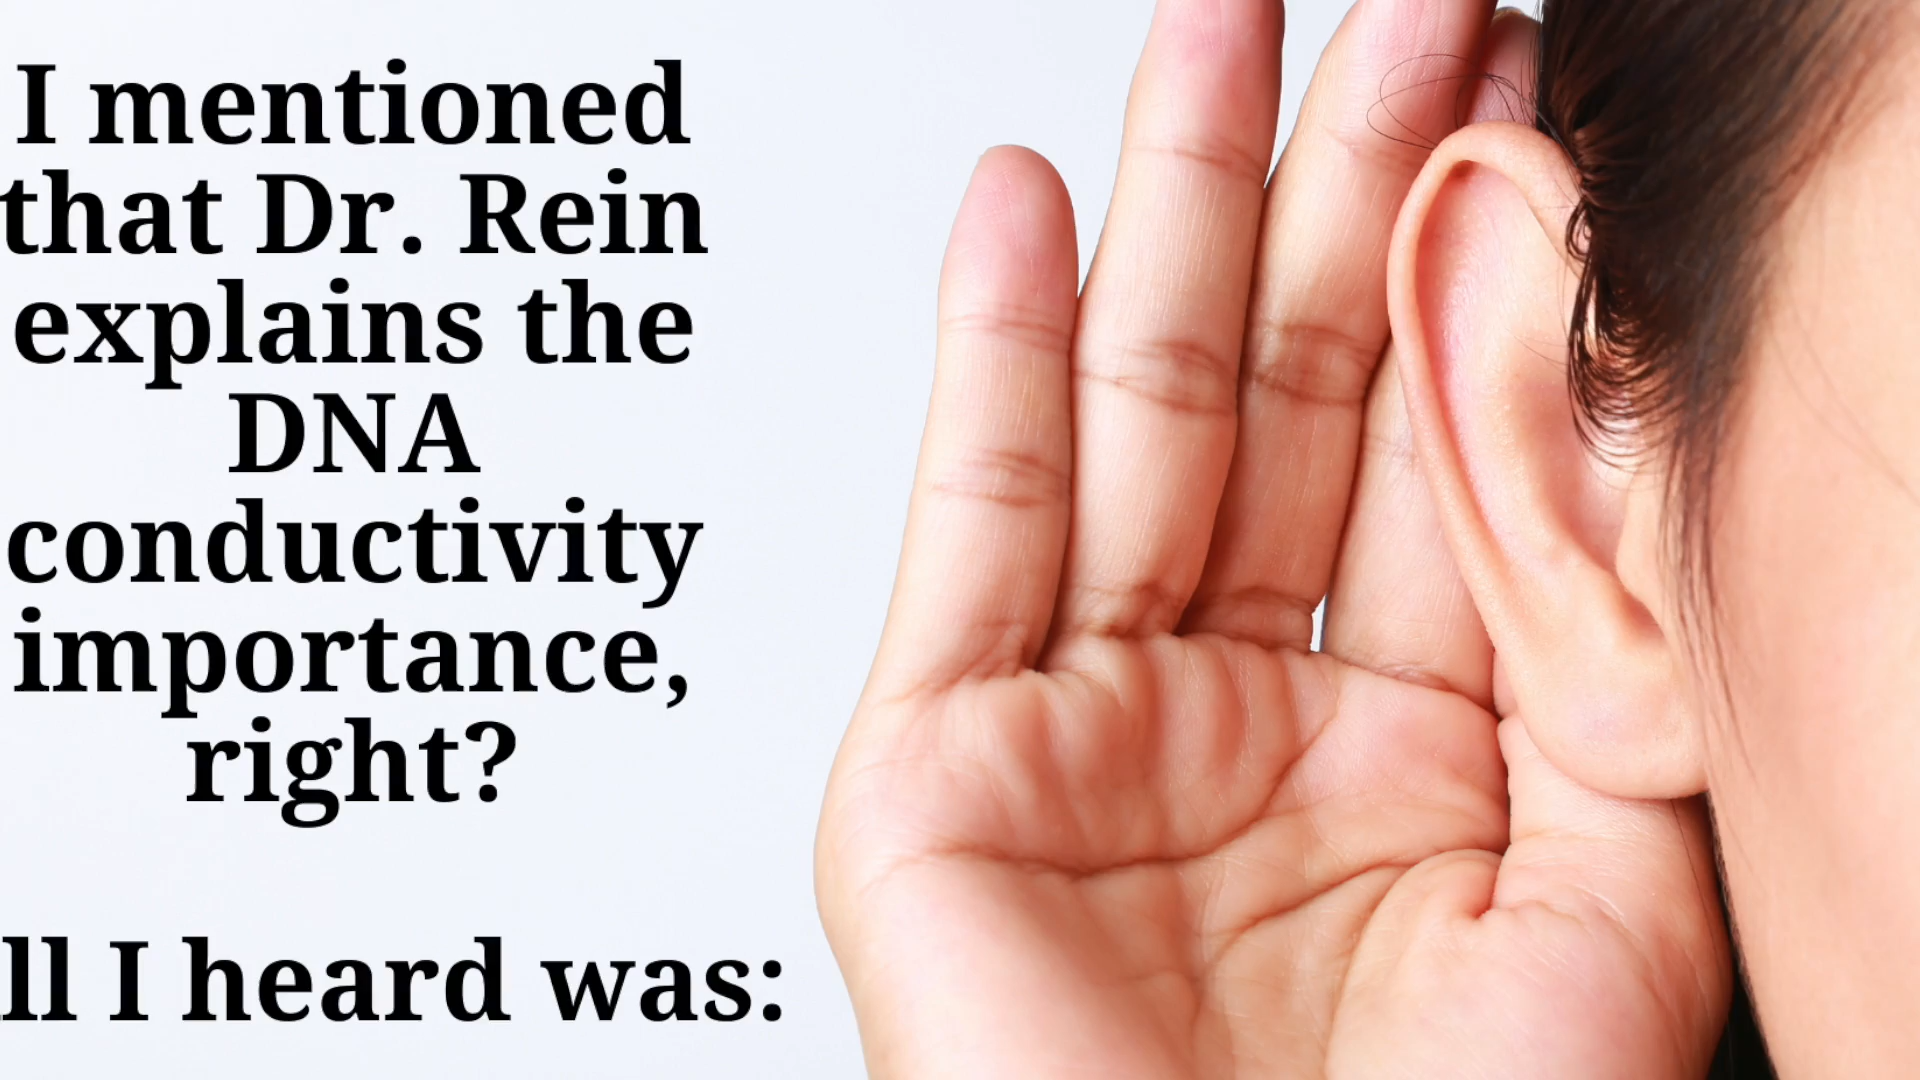 I mentioned
that Dr. Rein
explains the
DNA
conductivity
importance,
right?
ll I heard was: